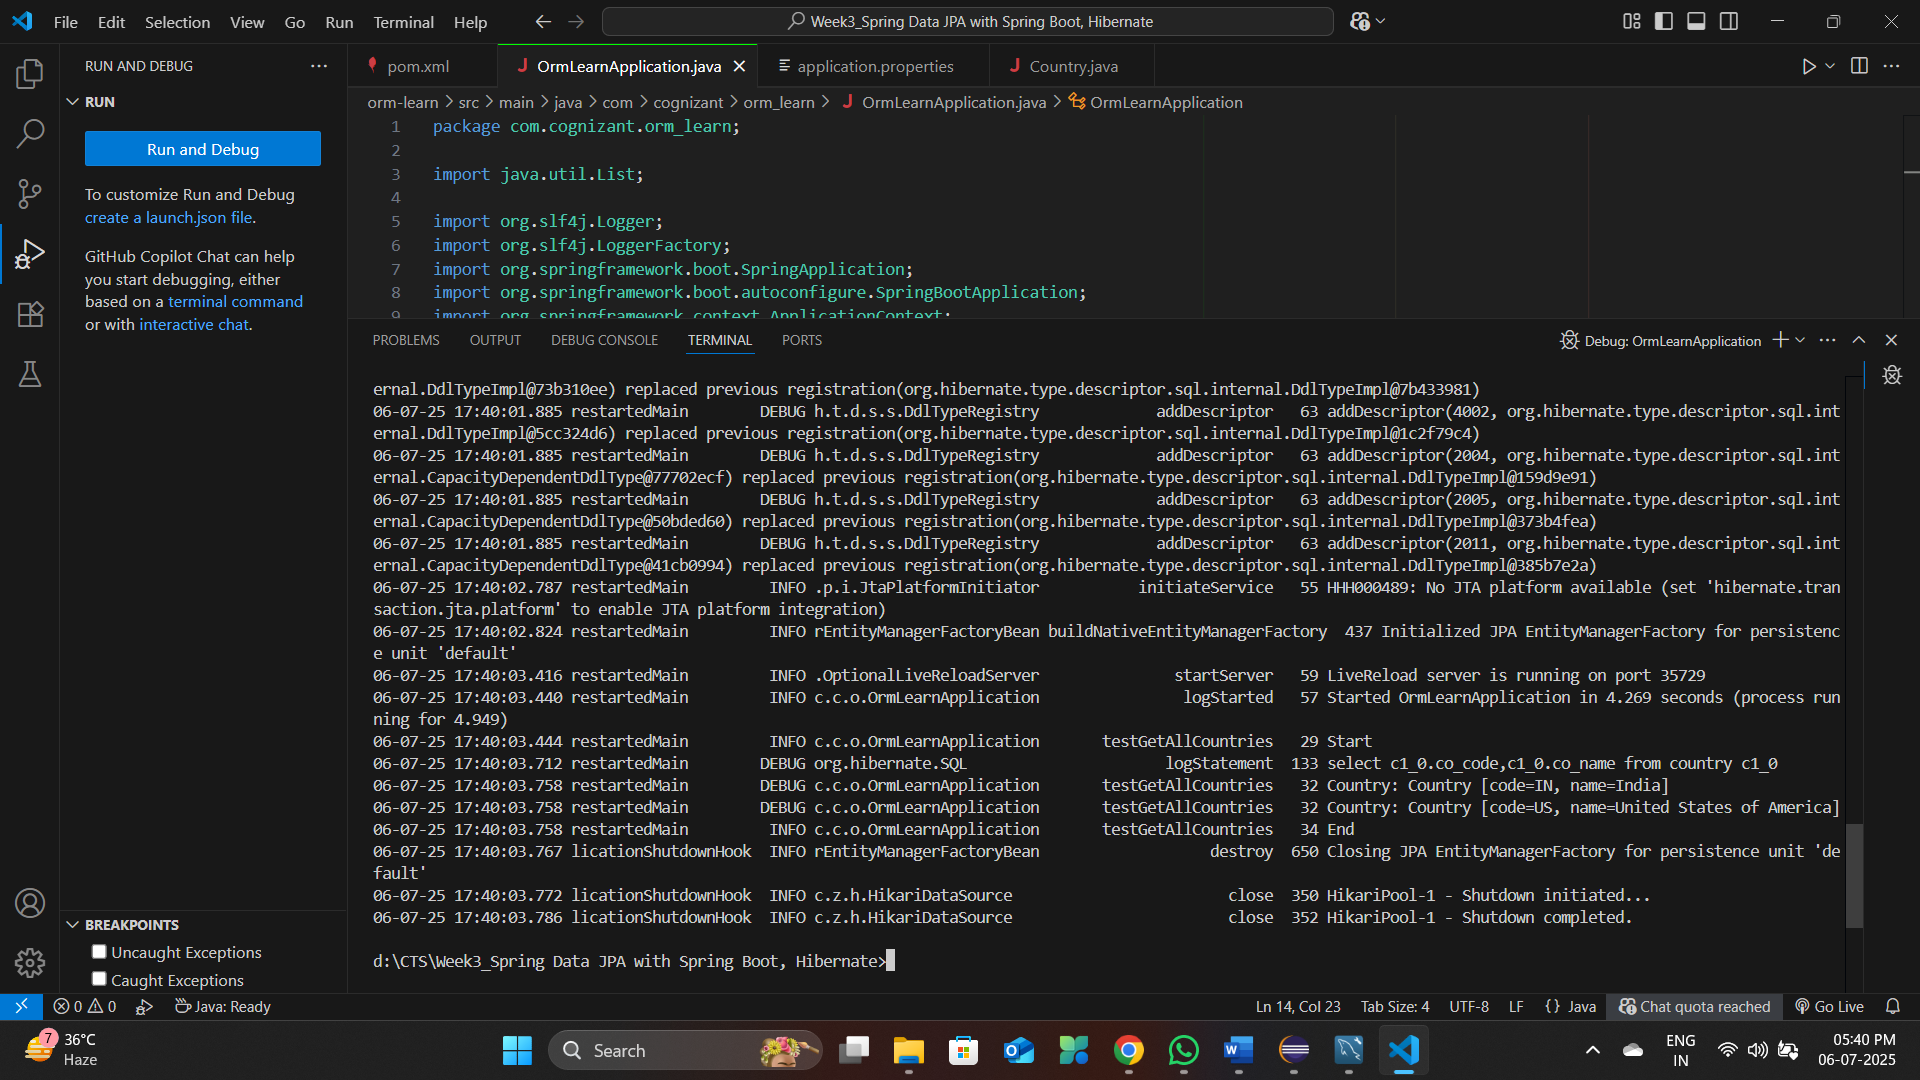 File Edit Selection View Go Run Terminal Help
Week3_Spring Data JPA with Spring Boot, Hibernate
RUN AND DEBUG
RUN
Run and Debug
To customize Run and Debug
create a launch.json file.
GitHub Copilot Chat can help
you start debugging, either
based on a terminal command
or with interactive chat.
BREAKPOINTS
Uncaught Exceptions
Caught Exceptions
pom.xml OrmLearnApplication.java application.properties Country.java
orm-learn > src > main > java > com > cognizant > orm_learn > OrmLearnApplication.java > OrmLearnApplication
1 package com.cognizant.orm_learn;
2
3 import java.util.List;
4
5 import org.slf4j.Logger;
6 import org.slf4j.LoggerFactory;
7 import org.springframework.boot.SpringApplication;
8 import org.springframework.boot.autoconfigure.SpringBootApplication;
9 import org.springframework.context.ApplicationContext;
PROBLEMS OUTPUT DEBUG CONSOLE TERMINAL PORTS
Debug: OrmLearnApplication
ernal.DdlTypeImpl@73b310ee) replaced previous registration(org.hibernate.type.descriptor.sql.internal.DdlTypeImpl@7b433981)
06-07-25 17:40:01.885 restartedMain DEBUG h.t.d.s.s.DdlTypeRegistry addDescriptor 63 addDescriptor(4002, org.hibernate.type.descriptor.sql.int
ernal.DdlTypeImpl@5cc324d6) replaced previous registration(org.hibernate.type.descriptor.sql.internal.DdlTypeImpl@1c2f79c4)
06-07-25 17:40:01.885 restartedMain DEBUG h.t.d.s.s.DdlTypeRegistry addDescriptor 63 addDescriptor(2004, org.hibernate.type.descriptor.sql.int
ernal.CapacityDependentDdlType@77702ecf) replaced previous registration(org.hibernate.type.descriptor.sql.internal.DdlTypeImpl@159d9e91)
06-07-25 17:40:01.885 restartedMain DEBUG h.t.d.s.s.DdlTypeRegistry addDescriptor 63 addDescriptor(2005, org.hibernate.type.descriptor.sql.int
ernal.CapacityDependentDdlType@50bded60) replaced previous registration(org.hibernate.type.descriptor.sql.internal.DdlTypeImpl@373b4fea)
06-07-25 17:40:01.885 restartedMain DEBUG h.t.d.s.s.DdlTypeRegistry addDescriptor 63 addDescriptor(2011, org.hibernate.type.descriptor.sql.int
ernal.CapacityDependentDdlType@41cb0994) replaced previous registration(org.hibernate.type.descriptor.sql.internal.DdlTypeImpl@385b7e2a)
06-07-25 17:40:02.787 restartedMain INFO .p.i.JtaPlatformInitiator initiateService 55 HHH000489: No JTA platform available (set 'hibernate.tran
saction.jta.platform' to enable JTA platform integration)
06-07-25 17:40:02.824 restartedMain INFO rEntityManagerFactoryBean buildNativeEntityManagerFactory 437 Initialized JPA EntityManagerFactory for persistenc
e unit 'default'
06-07-25 17:40:03.416 restartedMain INFO .OptionalLiveReloadServer startServer 59 LiveReload server is running on port 35729
06-07-25 17:40:03.440 restartedMain INFO c.c.o.OrmLearnApplication logStarted 57 Started OrmLearnApplication in 4.269 seconds (process run
ning for 4.949)
06-07-25 17:40:03.444 restartedMain INFO c.c.o.OrmLearnApplication testGetAllCountries 29 Start
06-07-25 17:40:03.712 restartedMain DEBUG org.hibernate.SQL logStatement 133 select c1_0.co_code,c1_0.co_name from country c1_0
06-07-25 17:40:03.758 restartedMain DEBUG c.c.o.OrmLearnApplication testGetAllCountries 32 Country: Country [code=IN, name=India]
06-07-25 17:40:03.758 restartedMain DEBUG c.c.o.OrmLearnApplication testGetAllCountries 32 Country: Country [code=US, name=United States of America]
06-07-25 17:40:03.758 restartedMain INFO c.c.o.OrmLearnApplication testGetAllCountries 34 End
06-07-25 17:40:03.767 licationShutdownHook INFO rEntityManagerFactoryBean destroy 650 Closing JPA EntityManagerFactory for persistence unit 'de
fault'
06-07-25 17:40:03.772 licationShutdownHook INFO c.z.h.HikariDataSource close 350 HikariPool-1 - Shutdown initiated...
06-07-25 17:40:03.786 licationShutdownHook INFO c.z.h.HikariDataSource close 352 HikariPool-1 - Shutdown completed.
d:\CTS\Week3_Spring Data JPA with Spring Boot, Hibernate>
0 0 Java: Ready Ln 14, Col 23 Tab Size: 4 UTF-8 LF {} Java Chat quota reached Go Live
7 36°C
Haze
Search
ENG
IN
05:40 PM
06-07-2025